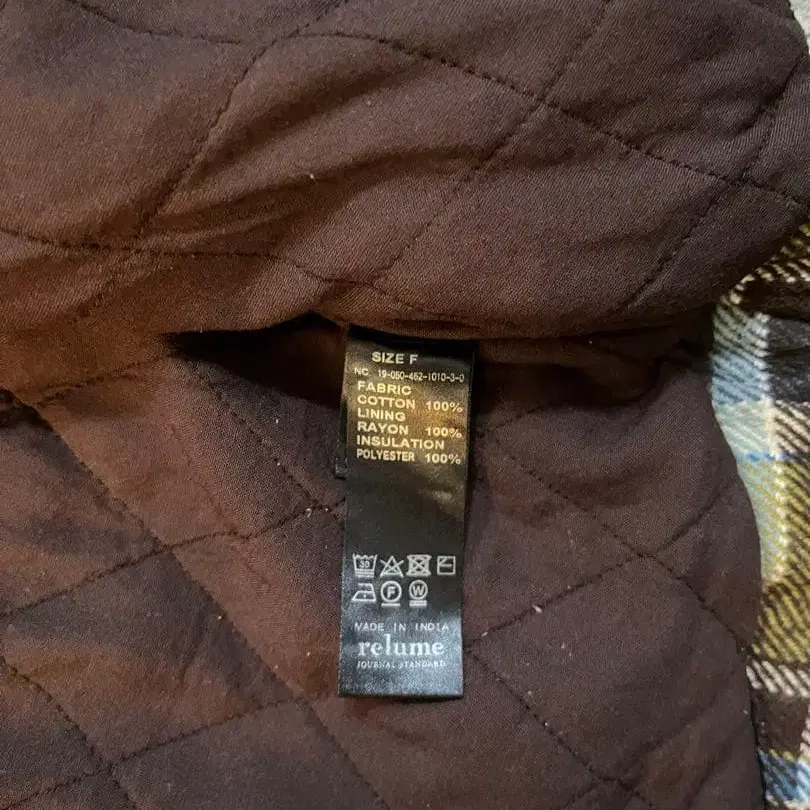 SIZE F
NC 19-050-462-1010-3-0
FABRIC
COTTON 100%
LINING
RAYON 100%
INSULATION
POLYESTER 100%
30
F W
MADE IN INDIA
relume
JOURNAL STANDARD